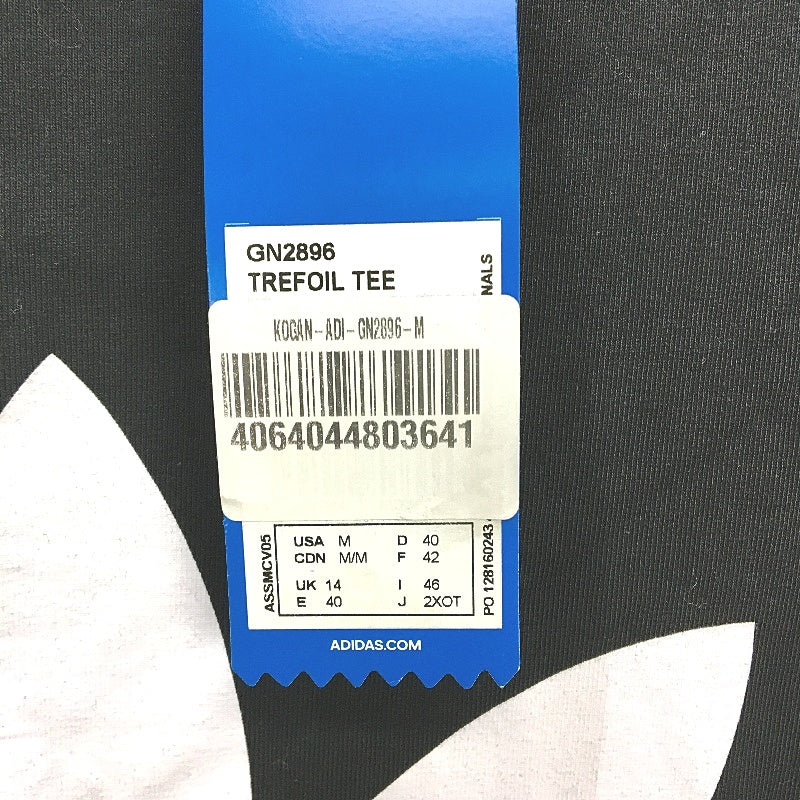 GN2896
TREFOIL TEE
NALS
KOGAN-ADI-GN2896-M
4064044803641
ASSMCV05
USA M D 40
CDN M/M F 42
UK 14 I 46
E 40 J 2XOT
PO 128160243
ADIDAS.COM